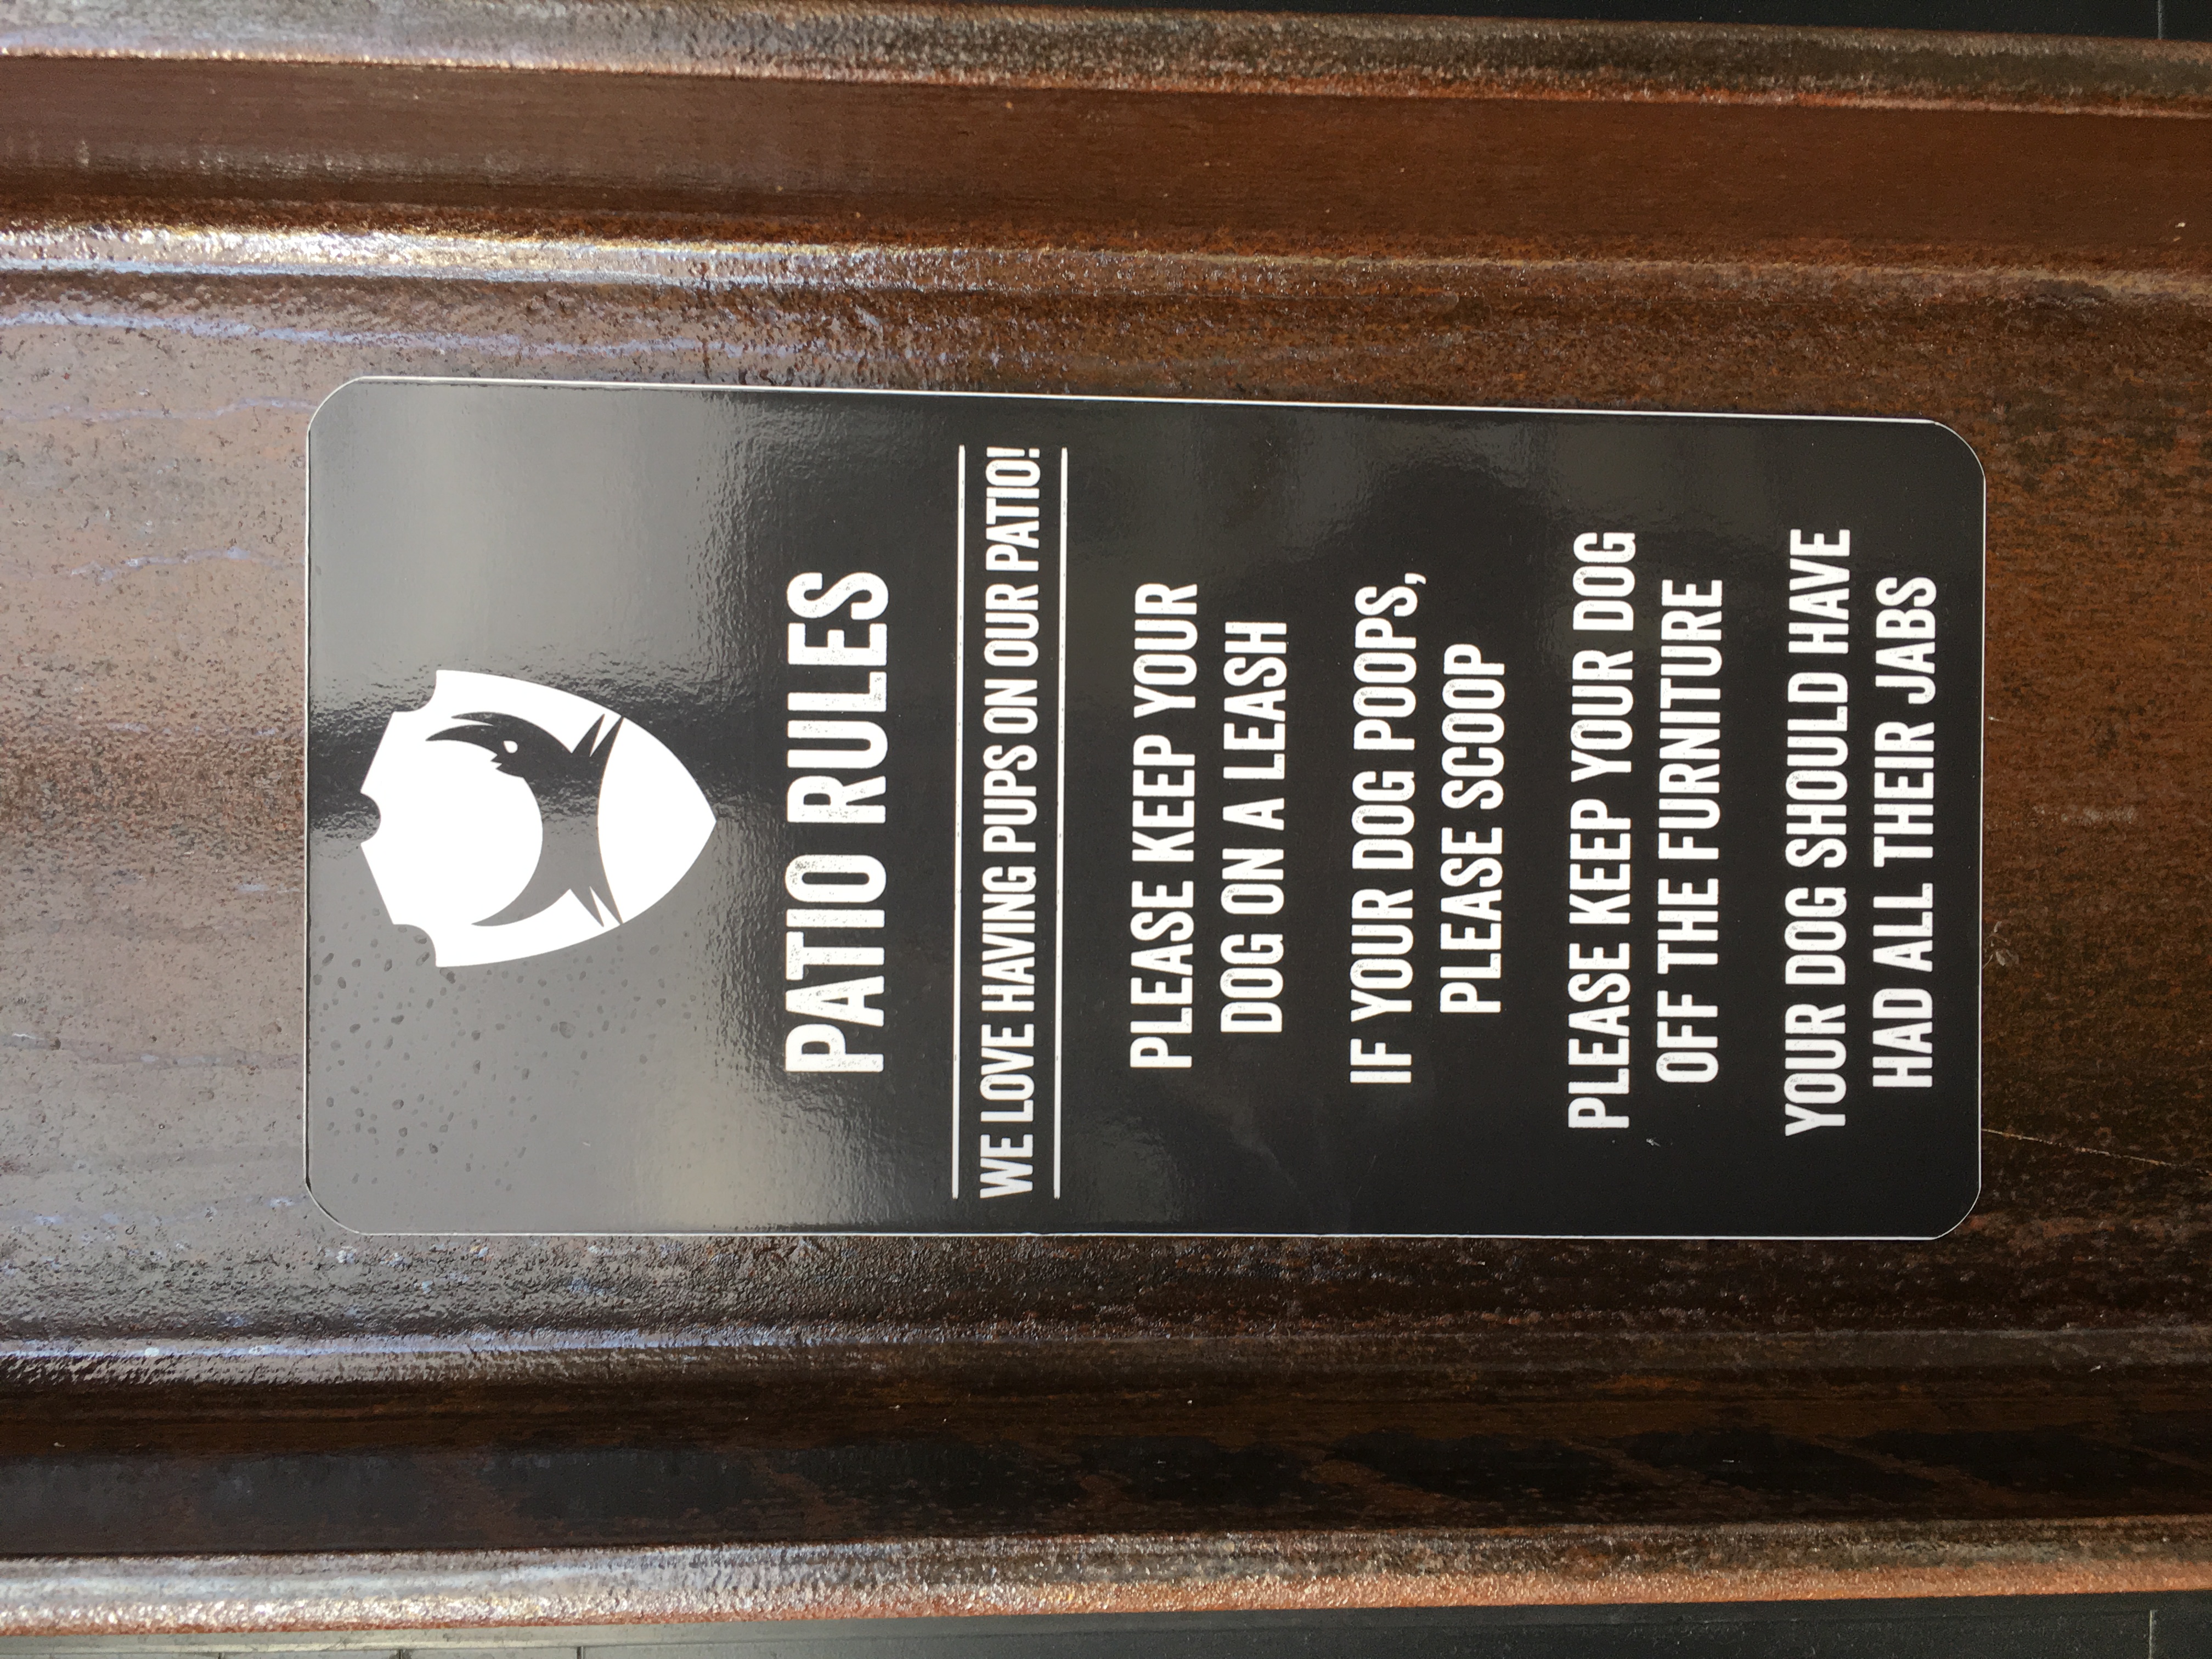 PATIO RULES
WE LOVE HAVING PUPS ON OUR PATIO!
PLEASE KEEP YOUR
DOG ON A LEASH
IF YOUR DOG POOPS,
PLEASE SCOOP
PLEASE KEEP YOUR DOG
OFF THE FURNITURE
YOUR DOG SHOULD HAVE
HAD ALL THEIR JABS